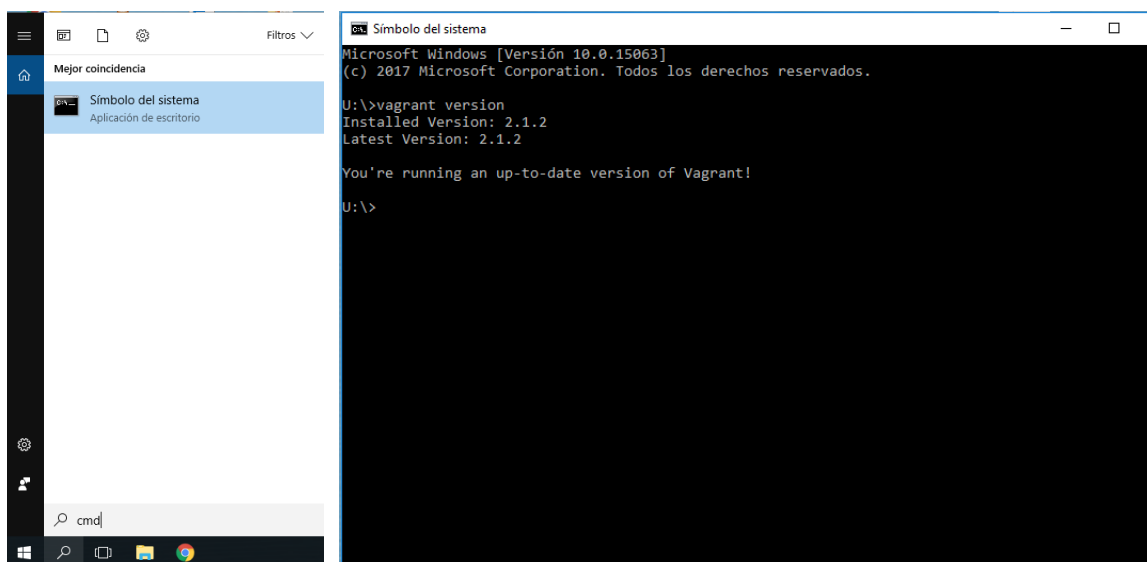 Filtros
Mejor coincidencia
Símbolo del sistema
Aplicación de escritorio
cmd
Símbolo del sistema
Microsoft Windows [Versión 10.0.15063]
(c) 2017 Microsoft Corporation. Todos los derechos reservados.
U:\>vagrant version
Installed Version: 2.1.2
Latest Version: 2.1.2
You're running an up-to-date version of Vagrant!
U:\>